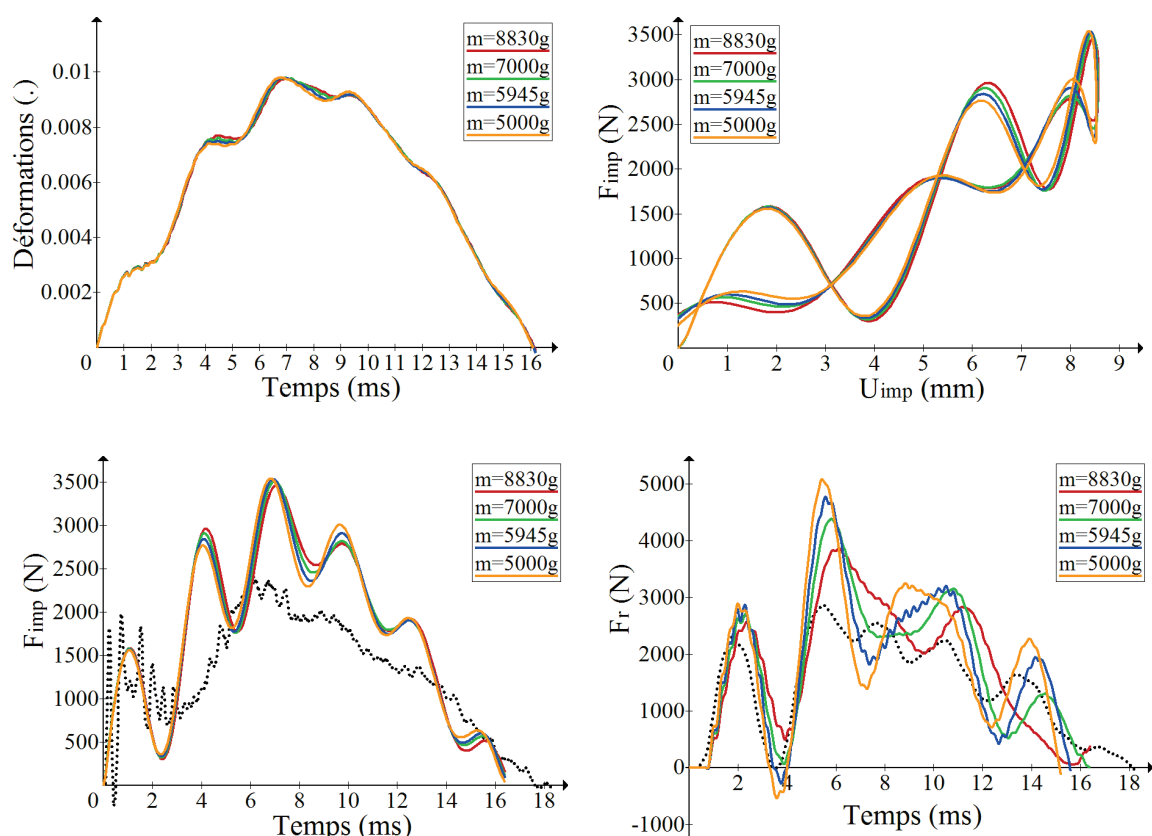 m=8830g
m=7000g
m=5945g
m=5000g
0.01
0.008
0.006
0.004
0.002
0
Déformations (.)
1 2 3 4 5 6 7 8 9 10 11 12 13 14 15 16
Temps (ms)
m=8830g
m=7000g
m=5945g
m=5000g
3500
3000
2500
2000
1500
1000
500
0
Fimp (N)
1 2 3 4 5 6 7 8 9
Uimp (mm)
m=8830g
m=7000g
m=5945g
m=5000g
3500
3000
2500
2000
1500
1000
500
0
Fimp (N)
2 4 6 8 10 12 14 16 18
Temps (ms)
m=8830g
m=7000g
m=5945g
m=5000g
5000
4000
3000
2000
1000
0
-1000
Fr (N)
2 4 6 8 10 12 14 16 18
Temps (ms)